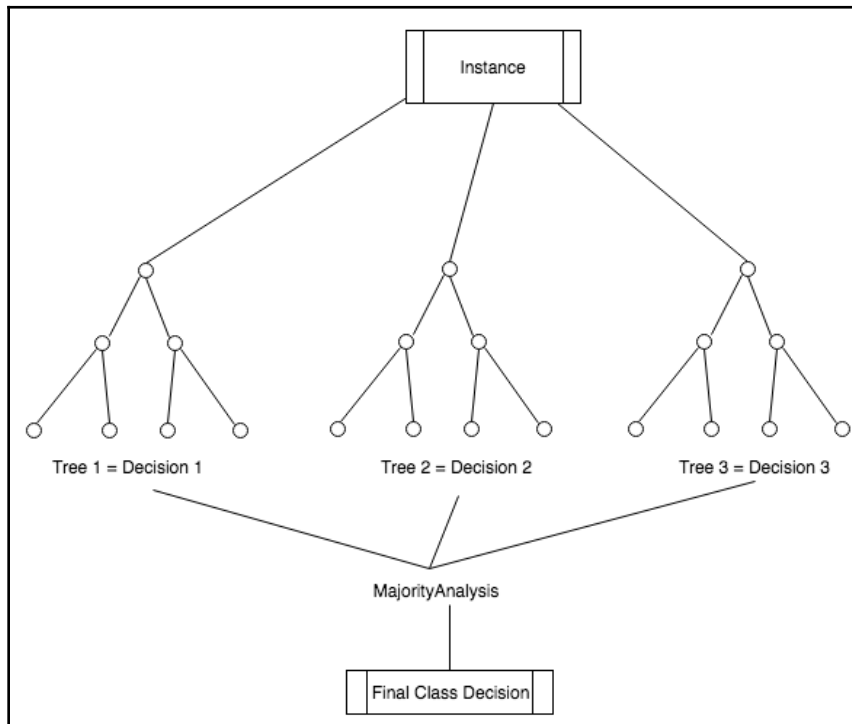 Instance
Tree 1 = Decision 1
Tree 2 = Decision 2
Tree 3 = Decision 3
MajorityAnalysis
Final Class Decision